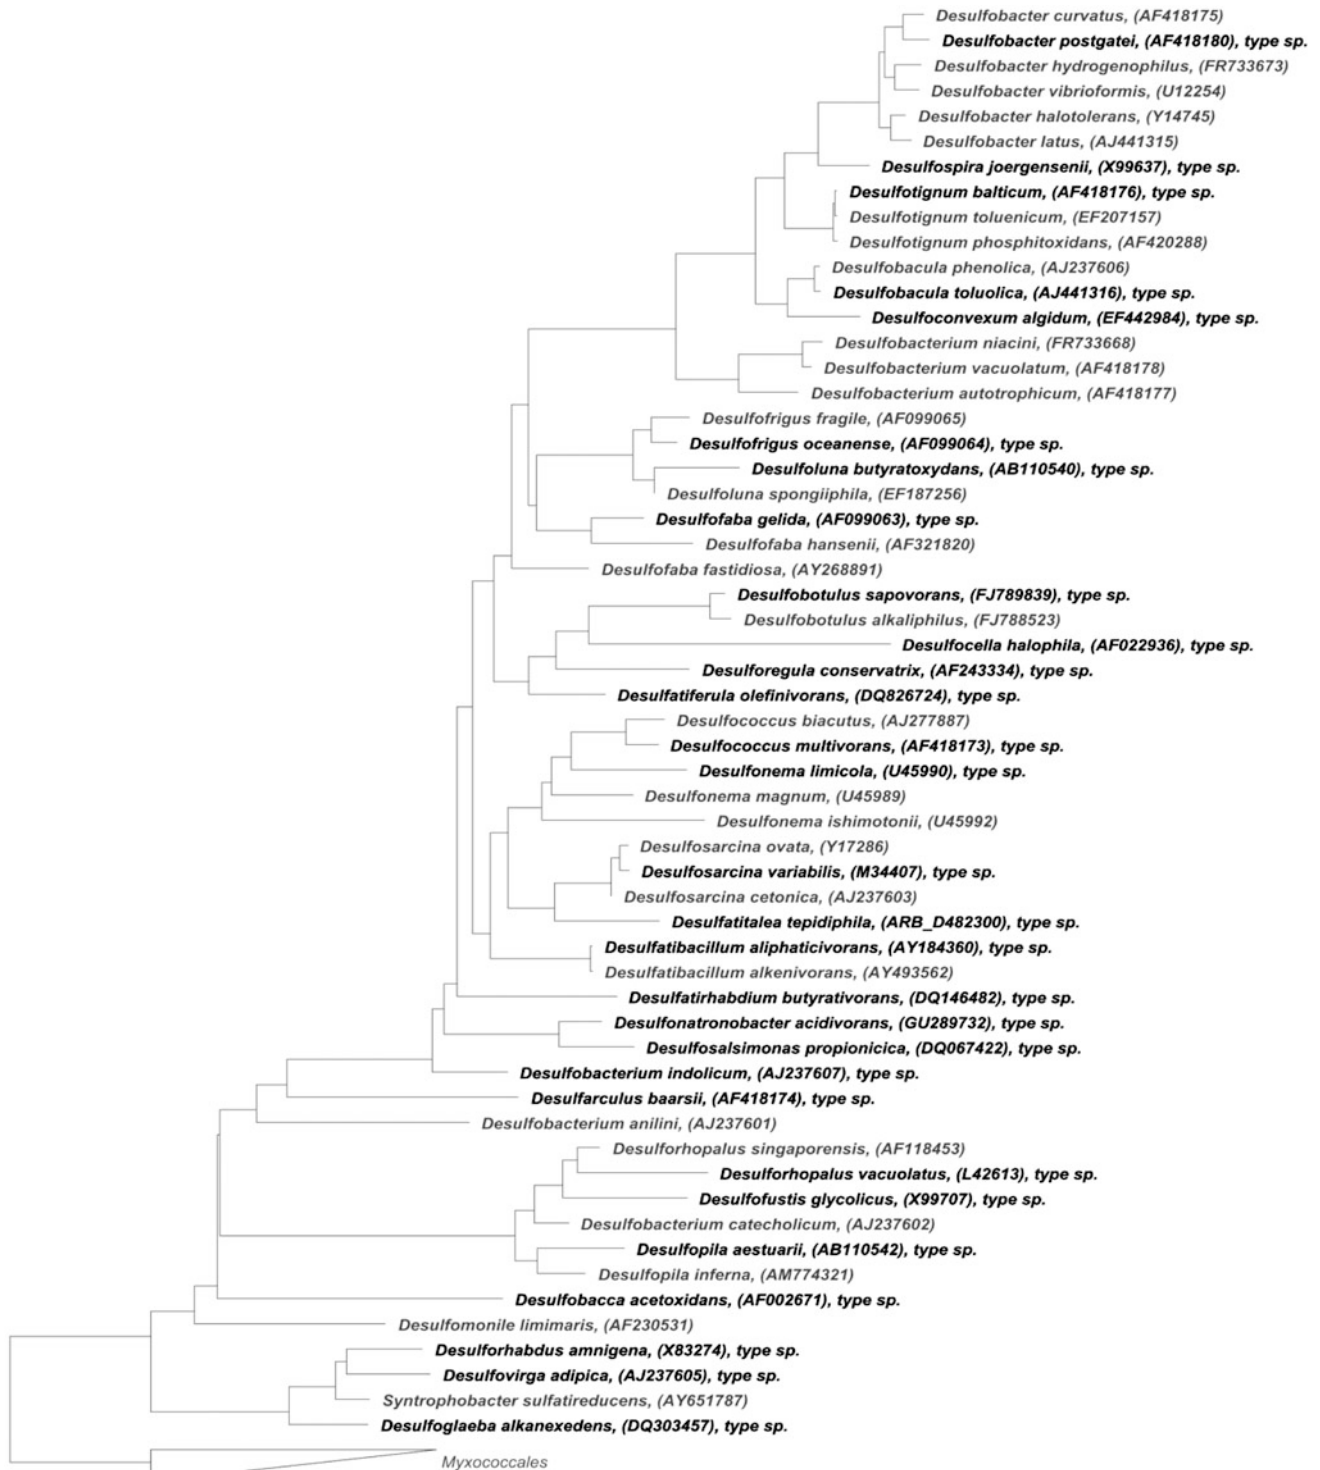 Desulfobacter curvatus, (AF418175)
Desulfobacter postgatei, (AF418180), type sp.
Desulfobacter hydrogenophilus, (FR733673)
Desulfobacter vibrioformis, (U12254)
Desulfobacter halotolerans, (Y14745)
Desulfobacter latus, (AJ441315)
Desulfospira joergensenii, (X99637), type sp.
Desulfotignum balticum, (AF418176), type sp.
Desulfotignum toluenicum, (EF207157)
Desulfotignum phosphitoxidans, (AF420288)
Desulfobacula phenolica, (AJ237606)
Desulfobacula toluolica, (AJ441316), type sp.
Desulfoconvexum algidum, (EF442984), type sp.
Desulfobacterium niacini, (FR733668)
Desulfobacterium vacuolatum, (AF418178)
Desulfobacterium autotrophicum, (AF418177)
Desulfofrigus fragile, (AF099065)
Desulfofrigus oceanense, (AF099064), type sp.
Desulfoluna butyratoxydans, (AB110540), type sp.
Desulfoluna spongiiphila, (EF187256)
Desulfofaba gelida, (AF099063), type sp.
Desulfofaba hansenii, (AF321820)
Desulfofaba fastidiosa, (AY268891)
Desulfobotulus sapovorans, (FJ789839), type sp.
Desulfobotulus alkaliphilus, (FJ788523)
Desulfocella halophila, (AF022936), type sp.
Desulforegula conservatrix, (AF243334), type sp.
Desulfatiferula olefinivorans, (DQ826724), type sp.
Desulfococcus biacutus, (AJ277887)
Desulfococcus multivorans, (AF418173), type sp.
Desulfonema limicola, (U45990), type sp.
Desulfonema magnum, (U45989)
Desulfonema ishimotonii, (U45992)
Desulfosarcina ovata, (Y17286)
Desulfosarcina variabilis, (M34407), type sp.
Desulfosarcina cetonica, (AJ237603)
Desulfatitalea tepidiphila, (ARB_D482300), type sp.
Desulfatibacillum aliphaticivorans, (AY184360), type sp.
Desulfatibacillum alkenivorans, (AY493562)
Desulfatirhabdium butyrativorans, (DQ146482), type sp.
Desulfonatronobacter acidivorans, (GU289732), type sp.
Desulfosalsimonas propionicica, (DQ067422), type sp.
Desulfobacterium indolicum, (AJ237607), type sp.
Desulfarculus baarsii, (AF418174), type sp.
Desulfobacterium anilini, (AJ237601)
Desulforhopalus singaporensis, (AF118453)
Desulforhopalus vacuolatus, (L42613), type sp.
Desulfofustis glycolicus, (X99707), type sp.
Desulfobacterium catecholicum, (AJ237602)
Desulfopila aestuarii, (AB110542), type sp.
Desulfopila inferna, (AM774321)
Desulfobacca acetoxidans, (AF002671), type sp.
Desulfomonile limimaris, (AF230531)
Desulforhabdus amnigena, (X83274), type sp.
Desulfovirga adipica, (AJ237605), type sp.
Syntrophobacter sulfatireducens, (AY651787)
Desulfoglaeba alkanexedens, (DQ303457), type sp.
Myxococcales